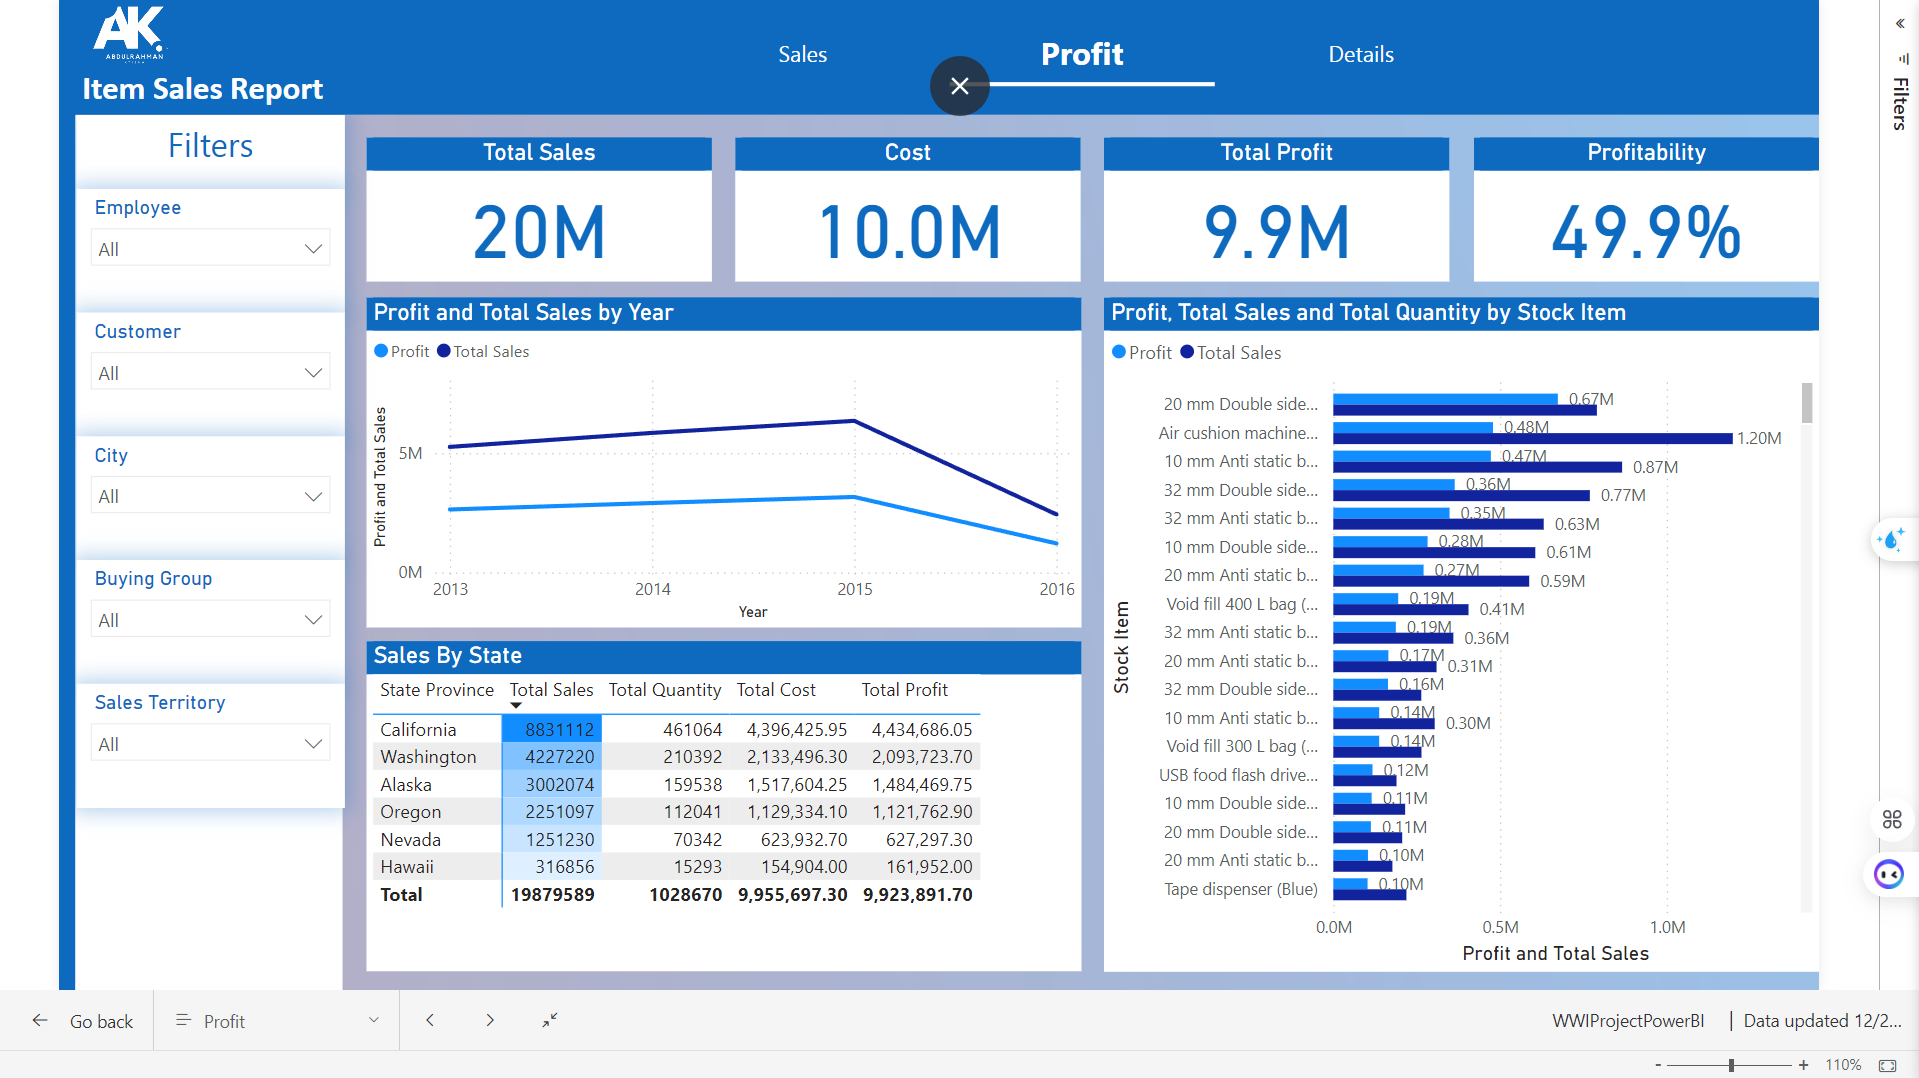 AK.
ABDULRAHMAN
Item Sales Report
Sales
Profit
Details
Filters
Employee
All
Customer
All
City
All
Buying Group
All
Sales Territory
All
Total Sales
20M
Cost
10.0M
Total Profit
9.9M
Profitability
49.9%
Profit and Total Sales by Year
Profit Total Sales
Profit and Total Sales
5M
0M
2013 2014 2015 2016
Year
Sales By State
State Province Total Sales Total Quantity Total Cost Total Profit
California 8831112 461064 4,396,425.95 4,434,686.05
Washington 4227220 210392 2,133,496.30 2,093,723.70
Alaska 3002074 159538 1,517,604.25 1,484,469.75
Oregon 2251097 112041 1,129,334.10 1,121,762.90
Nevada 1251230 70342 623,932.70 627,297.30
Hawaii 316856 15293 154,904.00 161,952.00
Total 19879589 1028670 9,955,697.30 9,923,891.70
Profit, Total Sales and Total Quantity by Stock Item
Profit Total Sales
Stock Item
20 mm Double side... 0.67M
Air cushion machine... 0.48M 1.20M
10 mm Anti static b... 0.47M 0.87M
32 mm Double side... 0.36M 0.77M
32 mm Anti static b... 0.35M 0.63M
10 mm Double side... 0.28M 0.61M
20 mm Anti static b... 0.27M 0.59M
Void fill 400 L bag (... 0.19M 0.41M
32 mm Anti static b... 0.19M 0.36M
20 mm Anti static b... 0.17M 0.31M
32 mm Double side... 0.16M
10 mm Anti static b... 0.14M 0.30M
Void fill 300 L bag (... 0.14M
USB food flash drive... 0.12M
10 mm Double side... 0.11M
20 mm Double side... 0.11M
20 mm Anti static b... 0.10M
Tape dispenser (Blue) 0.10M
0.0M 0.5M 1.0M
Profit and Total Sales
Filters
Go back
Profit
WWIProjectPowerBI | Data updated 12/2...
- + 110%